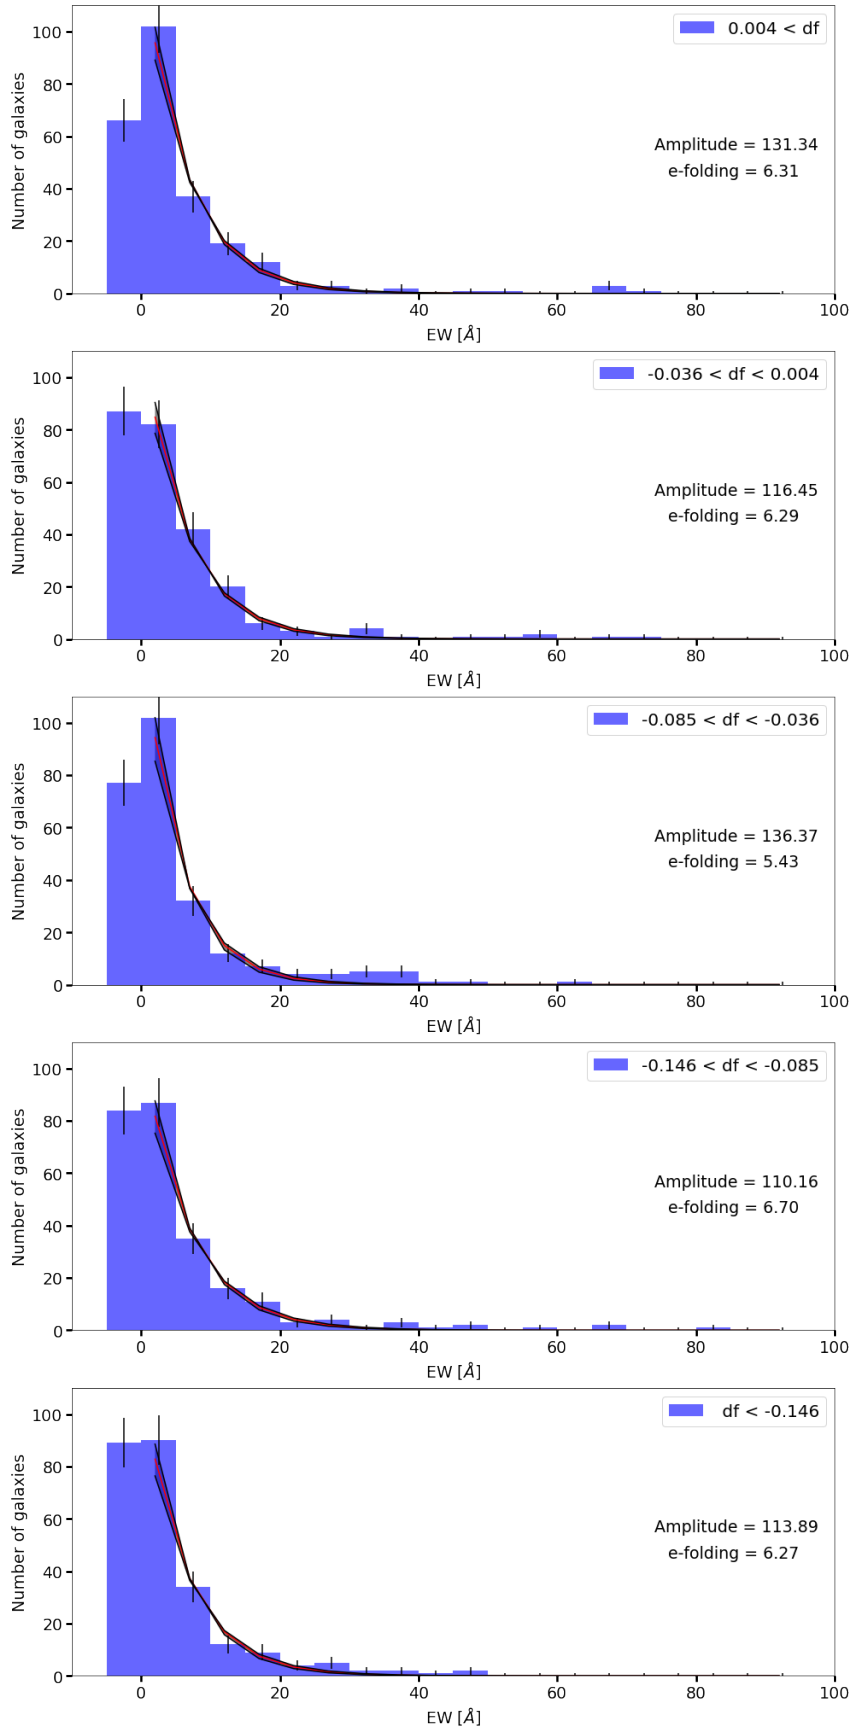 0.004 < df
Number of galaxies
100
80
60
40
20
0
Amplitude = 131.34
e-folding = 6.31
0 20 40 60 80 100
EW [Å]
-0.036 < df < 0.004
Number of galaxies
100
80
60
40
20
0
Amplitude = 116.45
e-folding = 6.29
0 20 40 60 80 100
EW [Å]
-0.085 < df < -0.036
Number of galaxies
100
80
60
40
20
0
Amplitude = 136.37
e-folding = 5.43
0 20 40 60 80 100
EW [Å]
-0.146 < df < -0.085
Number of galaxies
100
80
60
40
20
0
Amplitude = 110.16
e-folding = 6.70
0 20 40 60 80 100
EW [Å]
df < -0.146
Number of galaxies
100
80
60
40
20
0
Amplitude = 113.89
e-folding = 6.27
0 20 40 60 80 100
EW [Å]